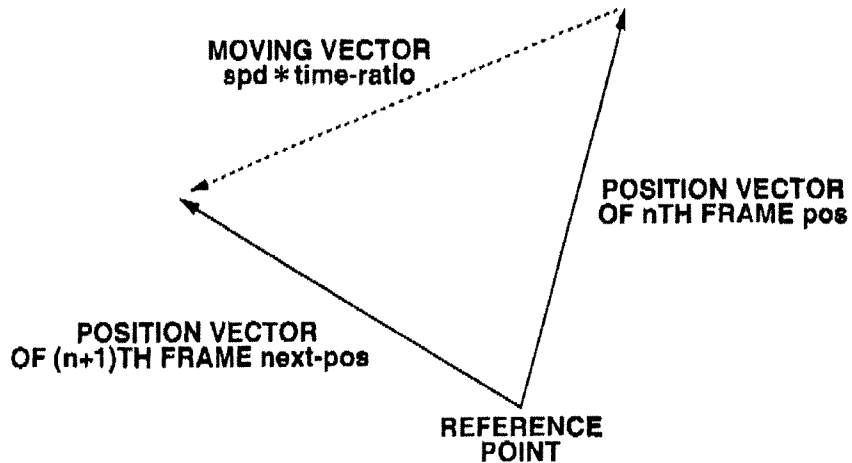 MOVING VECTOR
spd * time-ratio
POSITION VECTOR
OF nTH FRAME pos
POSITION VECTOR
OF (n+1)TH FRAME next-pos
REFERENCE
POINT